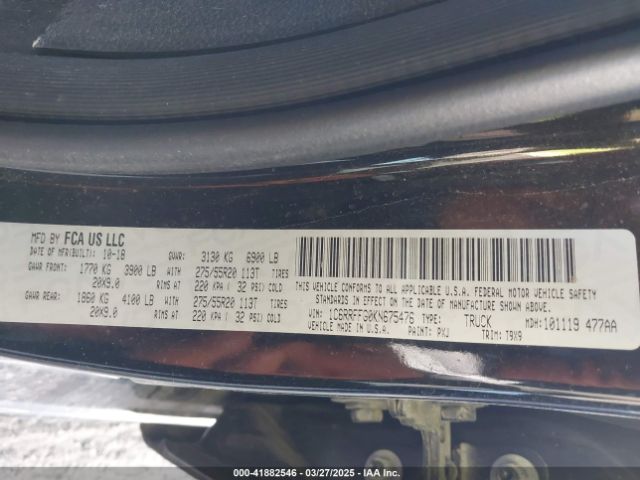 MFD BY FCA US LLC
DATE OF MFR(BUILT): 10-18 GVWR: 3130 KG 6900 LB
GAWR FRONT: 1770 KG 3900 LB WITH 275/55R20 113T TIRES
20X9.0 RIMS AT 220 KPA ( 32 PSI) COLD
GAWR REAR: 1860 KG 4100 LB WITH 275/55R20 113T TIRES
20X9.0 RIMS AT 220 KPA ( 32 PSI) COLD
THIS VEHICLE CONFORMS TO ALL APPLICABLE U.S.A. FEDERAL MOTOR VEHICLE SAFETY
STANDARDS IN EFFECT ON THE DATE OF MANUFACTURE SHOWN ABOVE.
VIN: 1C6RRFFG0KN675476 TYPE: TRUCK MDH: 101119 477AA
VEHICLE MADE IN U.S.A. PAINT: PXJ TRIM: T9X9
000-41882546 - 03/27/2025 - IAAI.COM